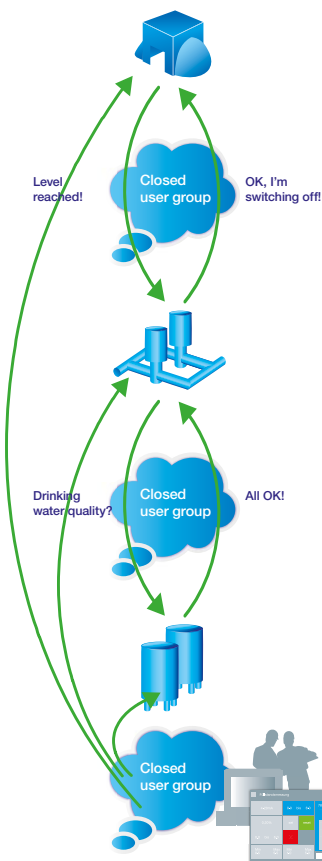 Level
reached!
Closed
user group
OK, I'm
switching off!
Drinking
water quality?
Closed
user group
All OK!
Closed
user group